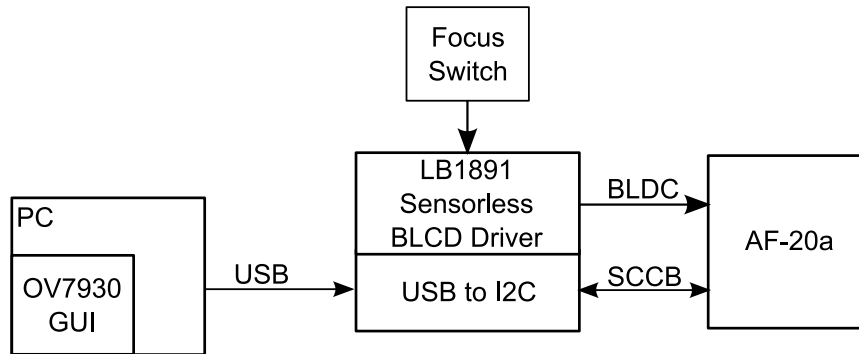 Focus
Switch
LB1891
Sensorless
BLCD Driver
BLDC
AF-20a
PC
OV7930
GUI
USB
USB to I2C
SCCB